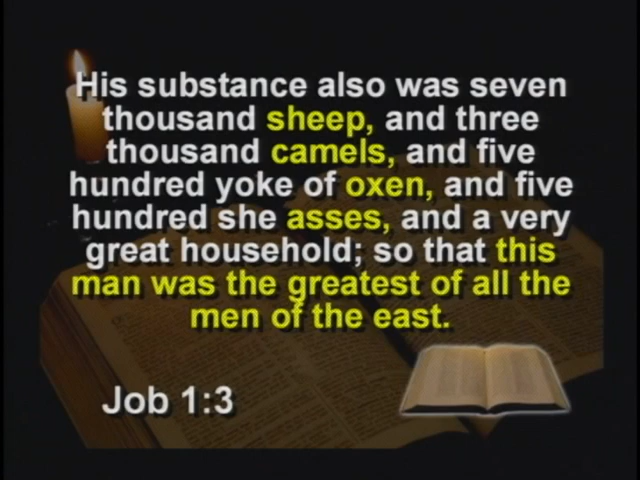 His substance also was seven
thousand sheep, and three
thousand camels, and five
hundred yoke of oxen, and five
hundred she asses, and a very
great household; so that this
man was the greatest of all the
men of the east.
Job 1:3